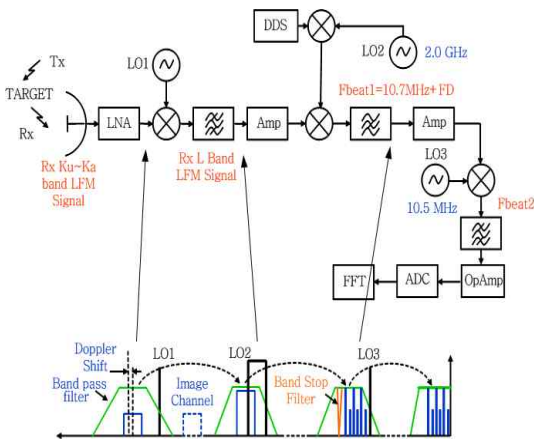 DDS
LO1
LO2
2.0 GHz
Tx
TARGET
Rx
LNA
Amp
Fbeat1=10.7MHz+FD
Amp
Rx Ku~Ka
band LFM
Signal
Rx L Band
LFM Signal
LO3
10.5 MHz
Fbeat2
FFT
ADC
OpAmp
Doppler
Shift
LO1
LO2
LO3
Band pass
filter
Image
Channel
Band Stop
Filter